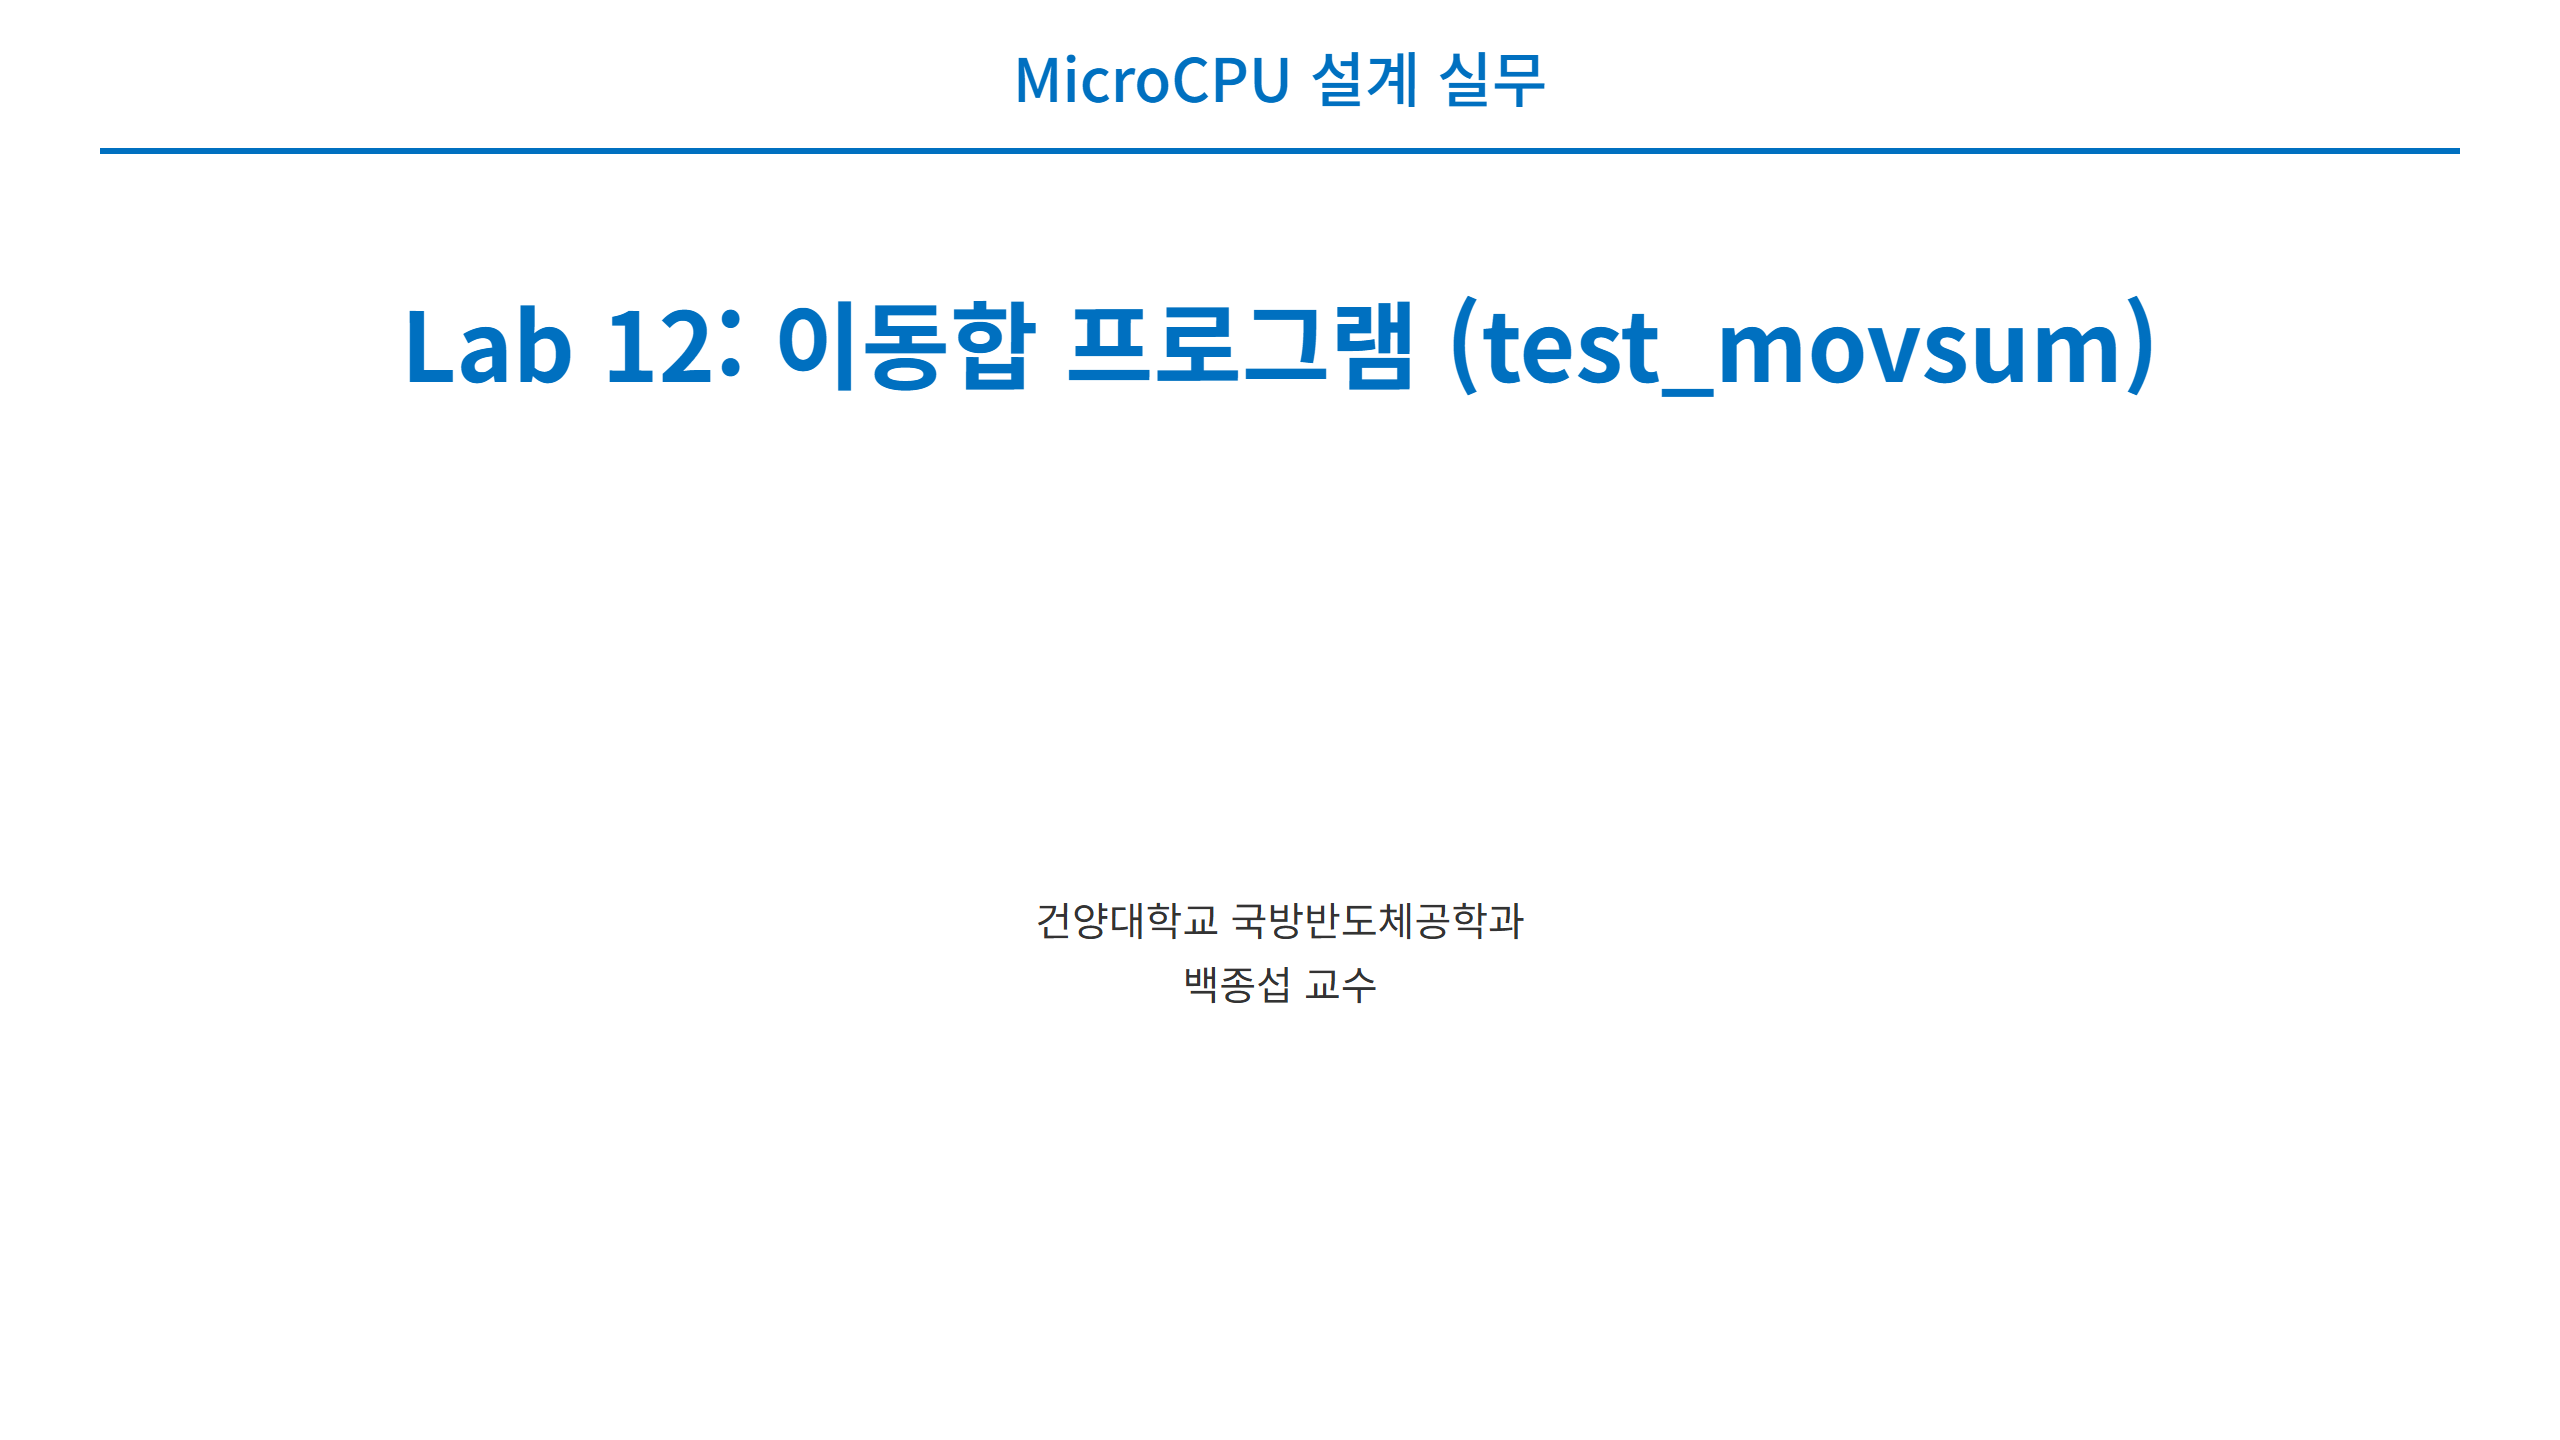 MicroCPU 설계 실무
Lab 12: 이동합 프로그램 (test_movsum)
건양대학교 국방반도체공학과
백종섭 교수